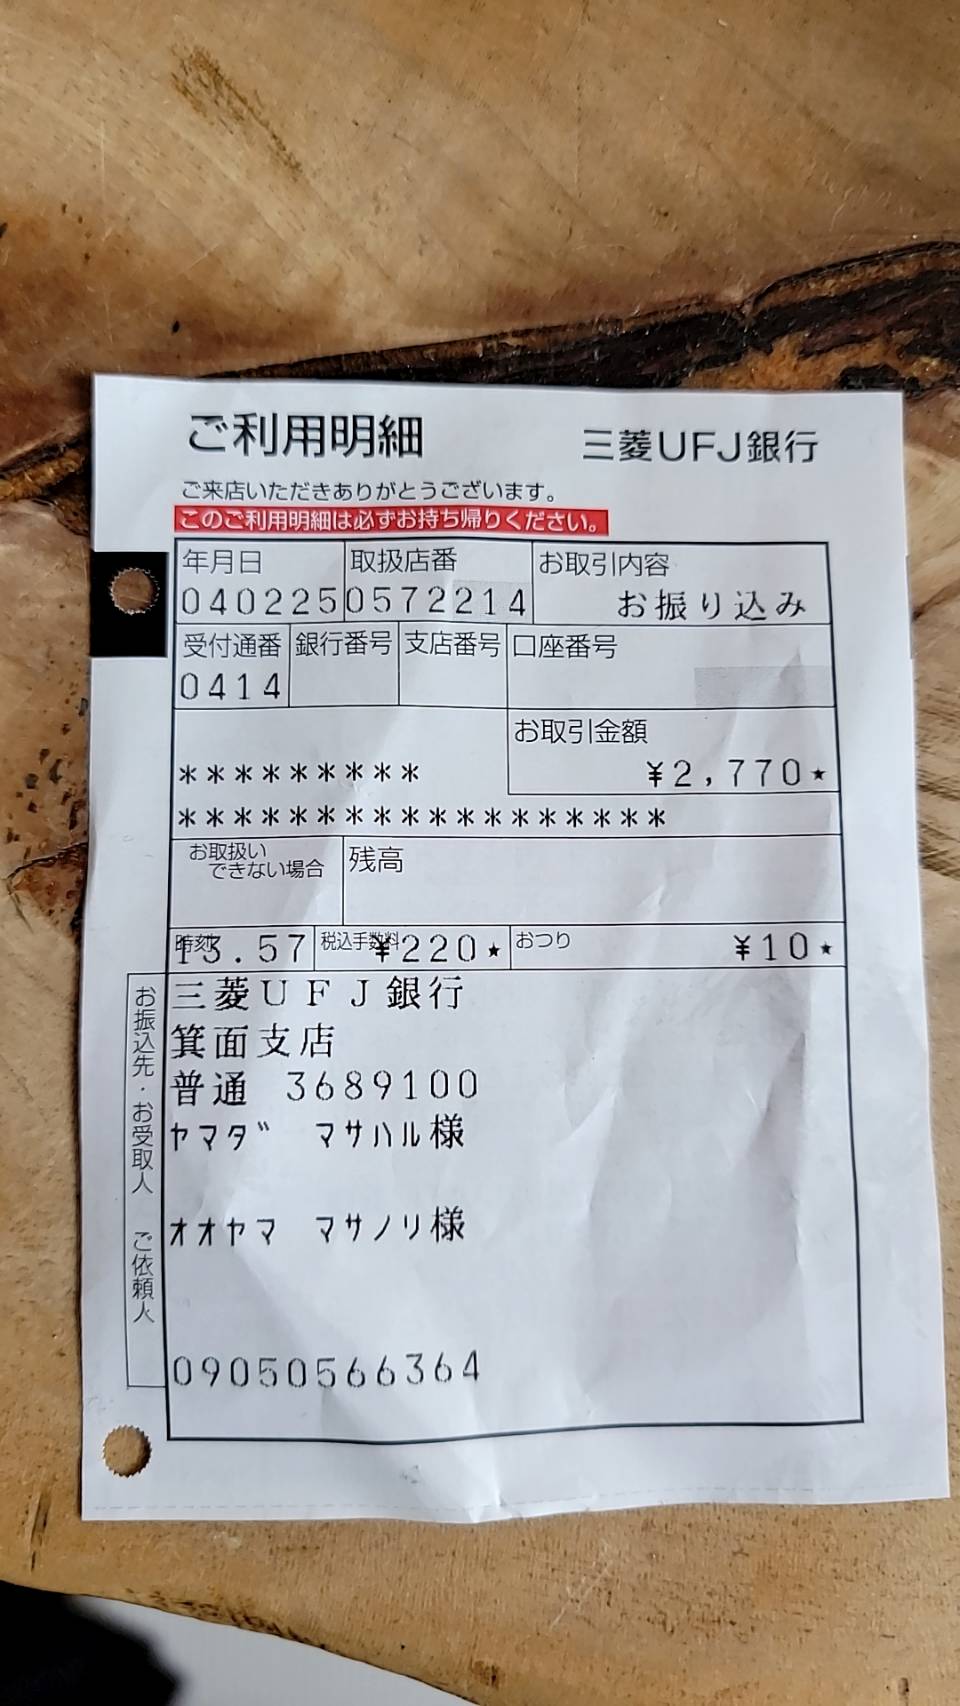 ご利用明細 三菱UFJ銀行
ご来店いただきありがとうございます。
このご利用明細は必ずお持ち帰りください。
年月日 取扱店番 お取引内容
040225 0572214 お振り込み
受付通番 銀行番号 支店番号 口座番号
0414
お取引金額
********* ¥2,770★
******************
お取扱いできない場合 残高
時刻 13.57 税込手数料 ¥220★ おつり ¥10★
お振込先・お受取人 ご依頼人
三菱UFJ銀行
箕面支店
普通 3689100
ヤマダ マサハル様
オオヤマ マサノリ様
09050566364